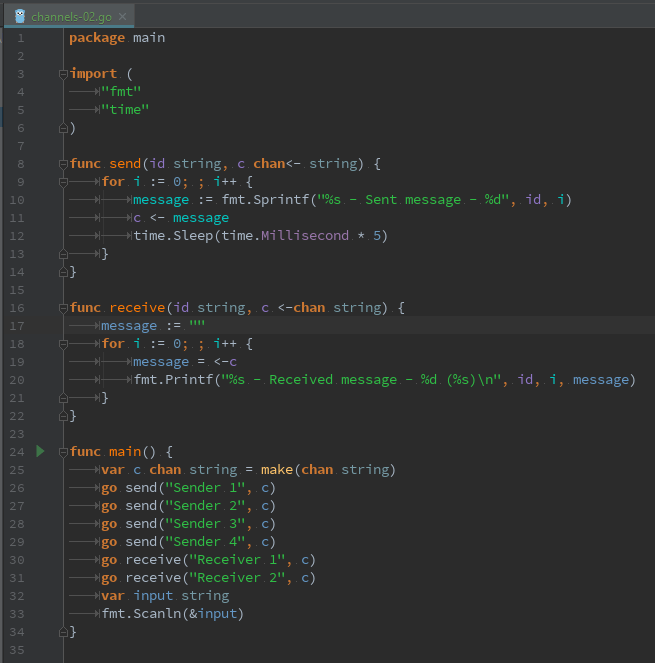 channels-02.go
1 package main
2
3 import (
4 "fmt"
5 "time"
6 )
7
8 func send(id string, c chan<- string) {
9 for i := 0; ; i++ {
10 message := fmt.Sprintf("%s - Sent message - %d", id, i)
11 c <- message
12 time.Sleep(time.Millisecond * 5)
13 }
14 }
15
16 func receive(id string, c <-chan string) {
17 message := ""
18 for i := 0; ; i++ {
19 message = <-c
20 fmt.Printf("%s - Received message - %d (%s)\n", id, i, message)
21 }
22 }
23
24 func main() {
25 var c chan string = make(chan string)
26 go send("Sender 1", c)
27 go send("Sender 2", c)
28 go send("Sender 3", c)
29 go send("Sender 4", c)
30 go receive("Receiver 1", c)
31 go receive("Receiver 2", c)
32 var input string
33 fmt.Scanln(&input)
34 }
35